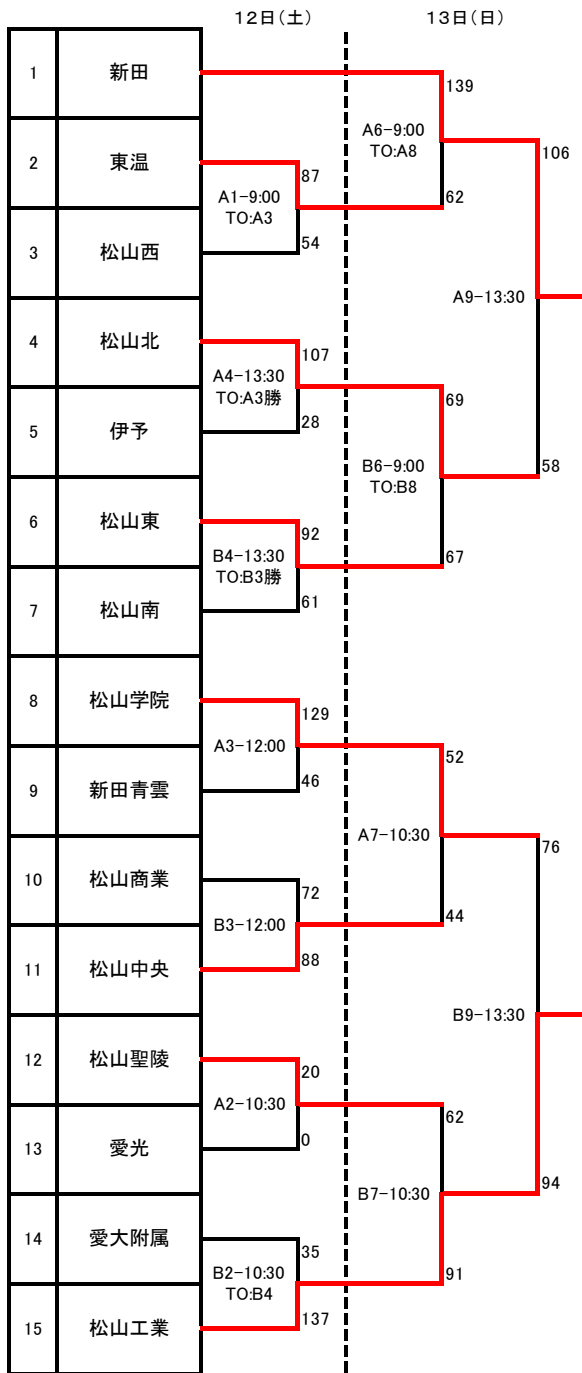 12日(土) 13日(日)
1 新田
139
A6-9:00
TO:A8
106
2 東温
87
A1-9:00
TO:A3
62
3 松山西
54
A9-13:30
4 松山北
107
A4-13:30
TO:A3勝
69
5 伊予
28
B6-9:00
TO:B8
58
6 松山東
92
B4-13:30
TO:B3勝
67
7 松山南
61
8 松山学院
129
A3-12:00
52
9 新田青雲
46
A7-10:30
76
10 松山商業
72
B3-12:00
44
11 松山中央
88
B9-13:30
12 松山聖陵
20
A2-10:30
62
13 愛光
0
B7-10:30
94
14 愛大附属
35
B2-10:30
TO:B4
91
15 松山工業
137